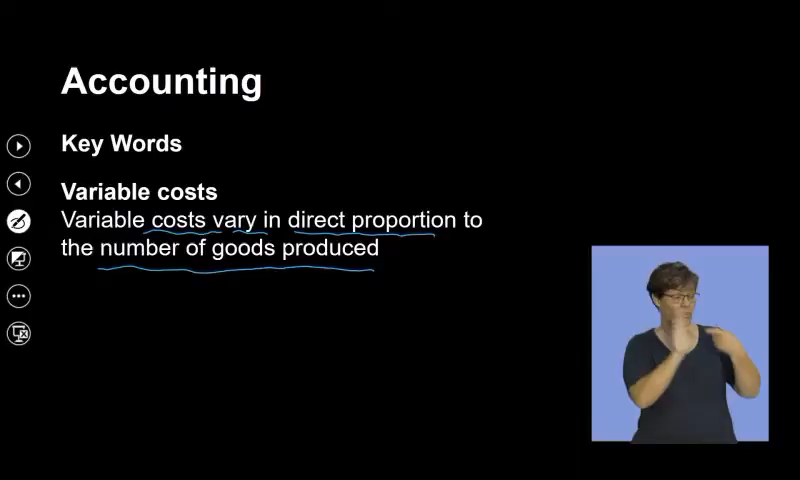 Accounting
Key Words
Variable costs
Variable costs vary in direct proportion to
the number of goods produced